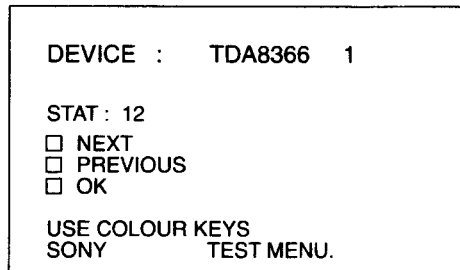 DEVICE : TDA8366 1
STAT : 12
NEXT
PREVIOUS
OK
USE COLOUR KEYS
SONY TEST MENU.